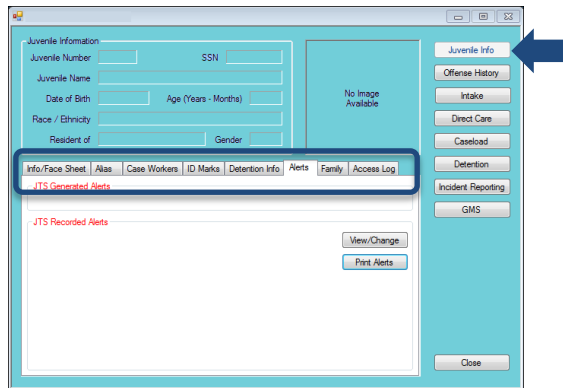 Juvenile Information
Juvenile Number SSN
Juvenile Name
Date of Birth Age (Years - Months)
Race / Ethnicity
Resident of Gender
No Image
Available
Juvenile Info
Offense History
Intake
Direct Care
Caseload
Detention
Incident Reporting
GMS
Info/Face Sheet Alias Case Workers ID Marks Detention Info Alerts Family Access Log
JTS Generated Alerts
JTS Recorded Alerts
View/Change
Print Alerts
Close